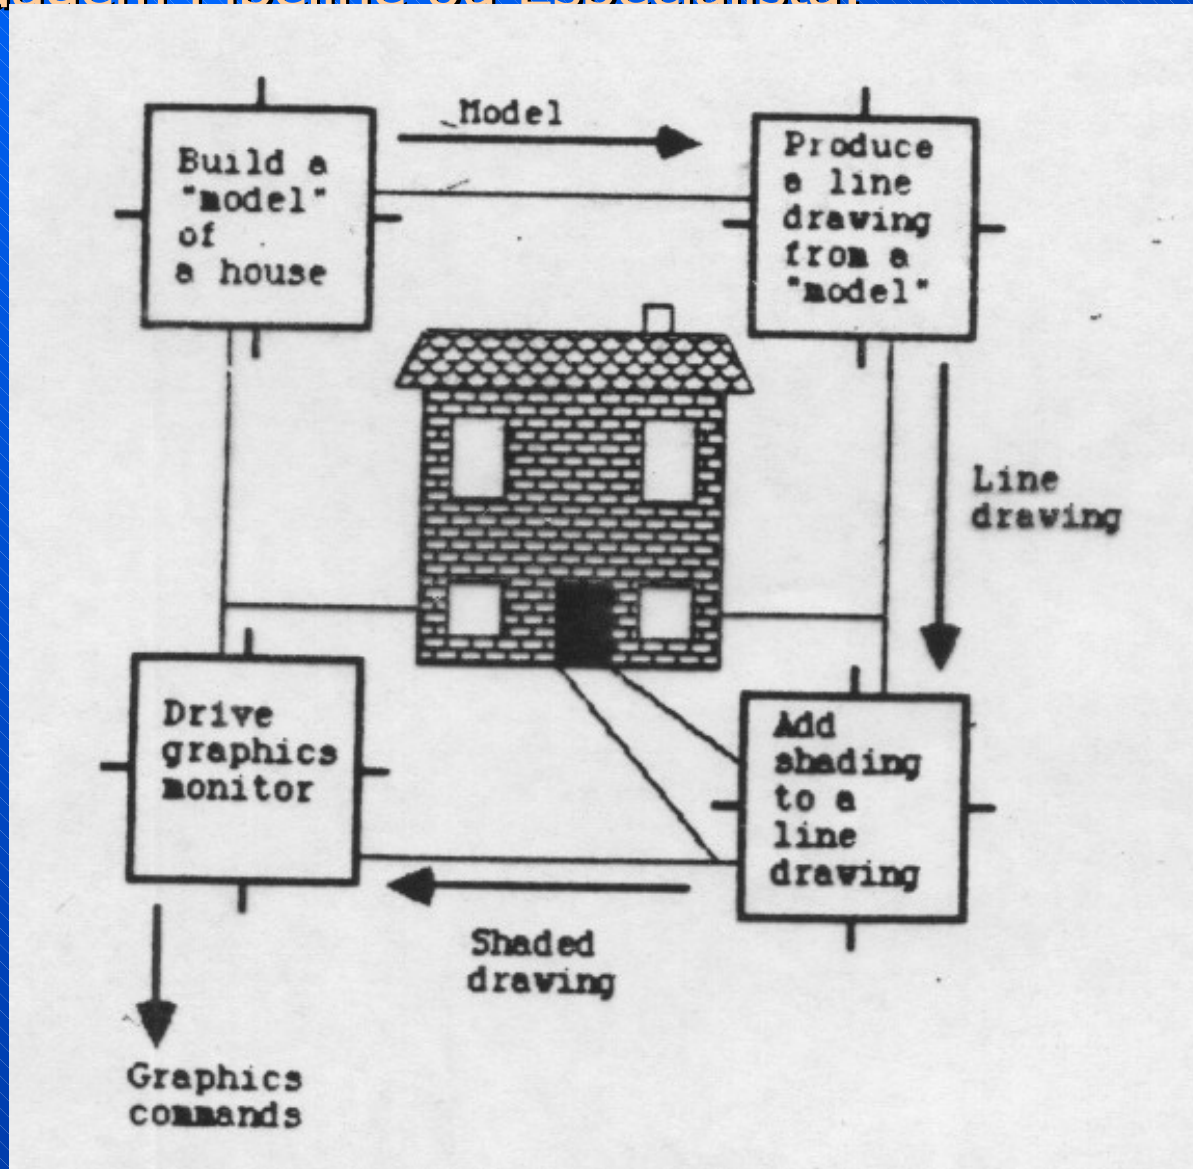 Build a
"model"
of
a house
Model
Produce
a line
drawing
from a
"model"
Line
drawing
Add
shading
to a
line
drawing
Shaded
drawing
Drive
graphics
monitor
Graphics
commands